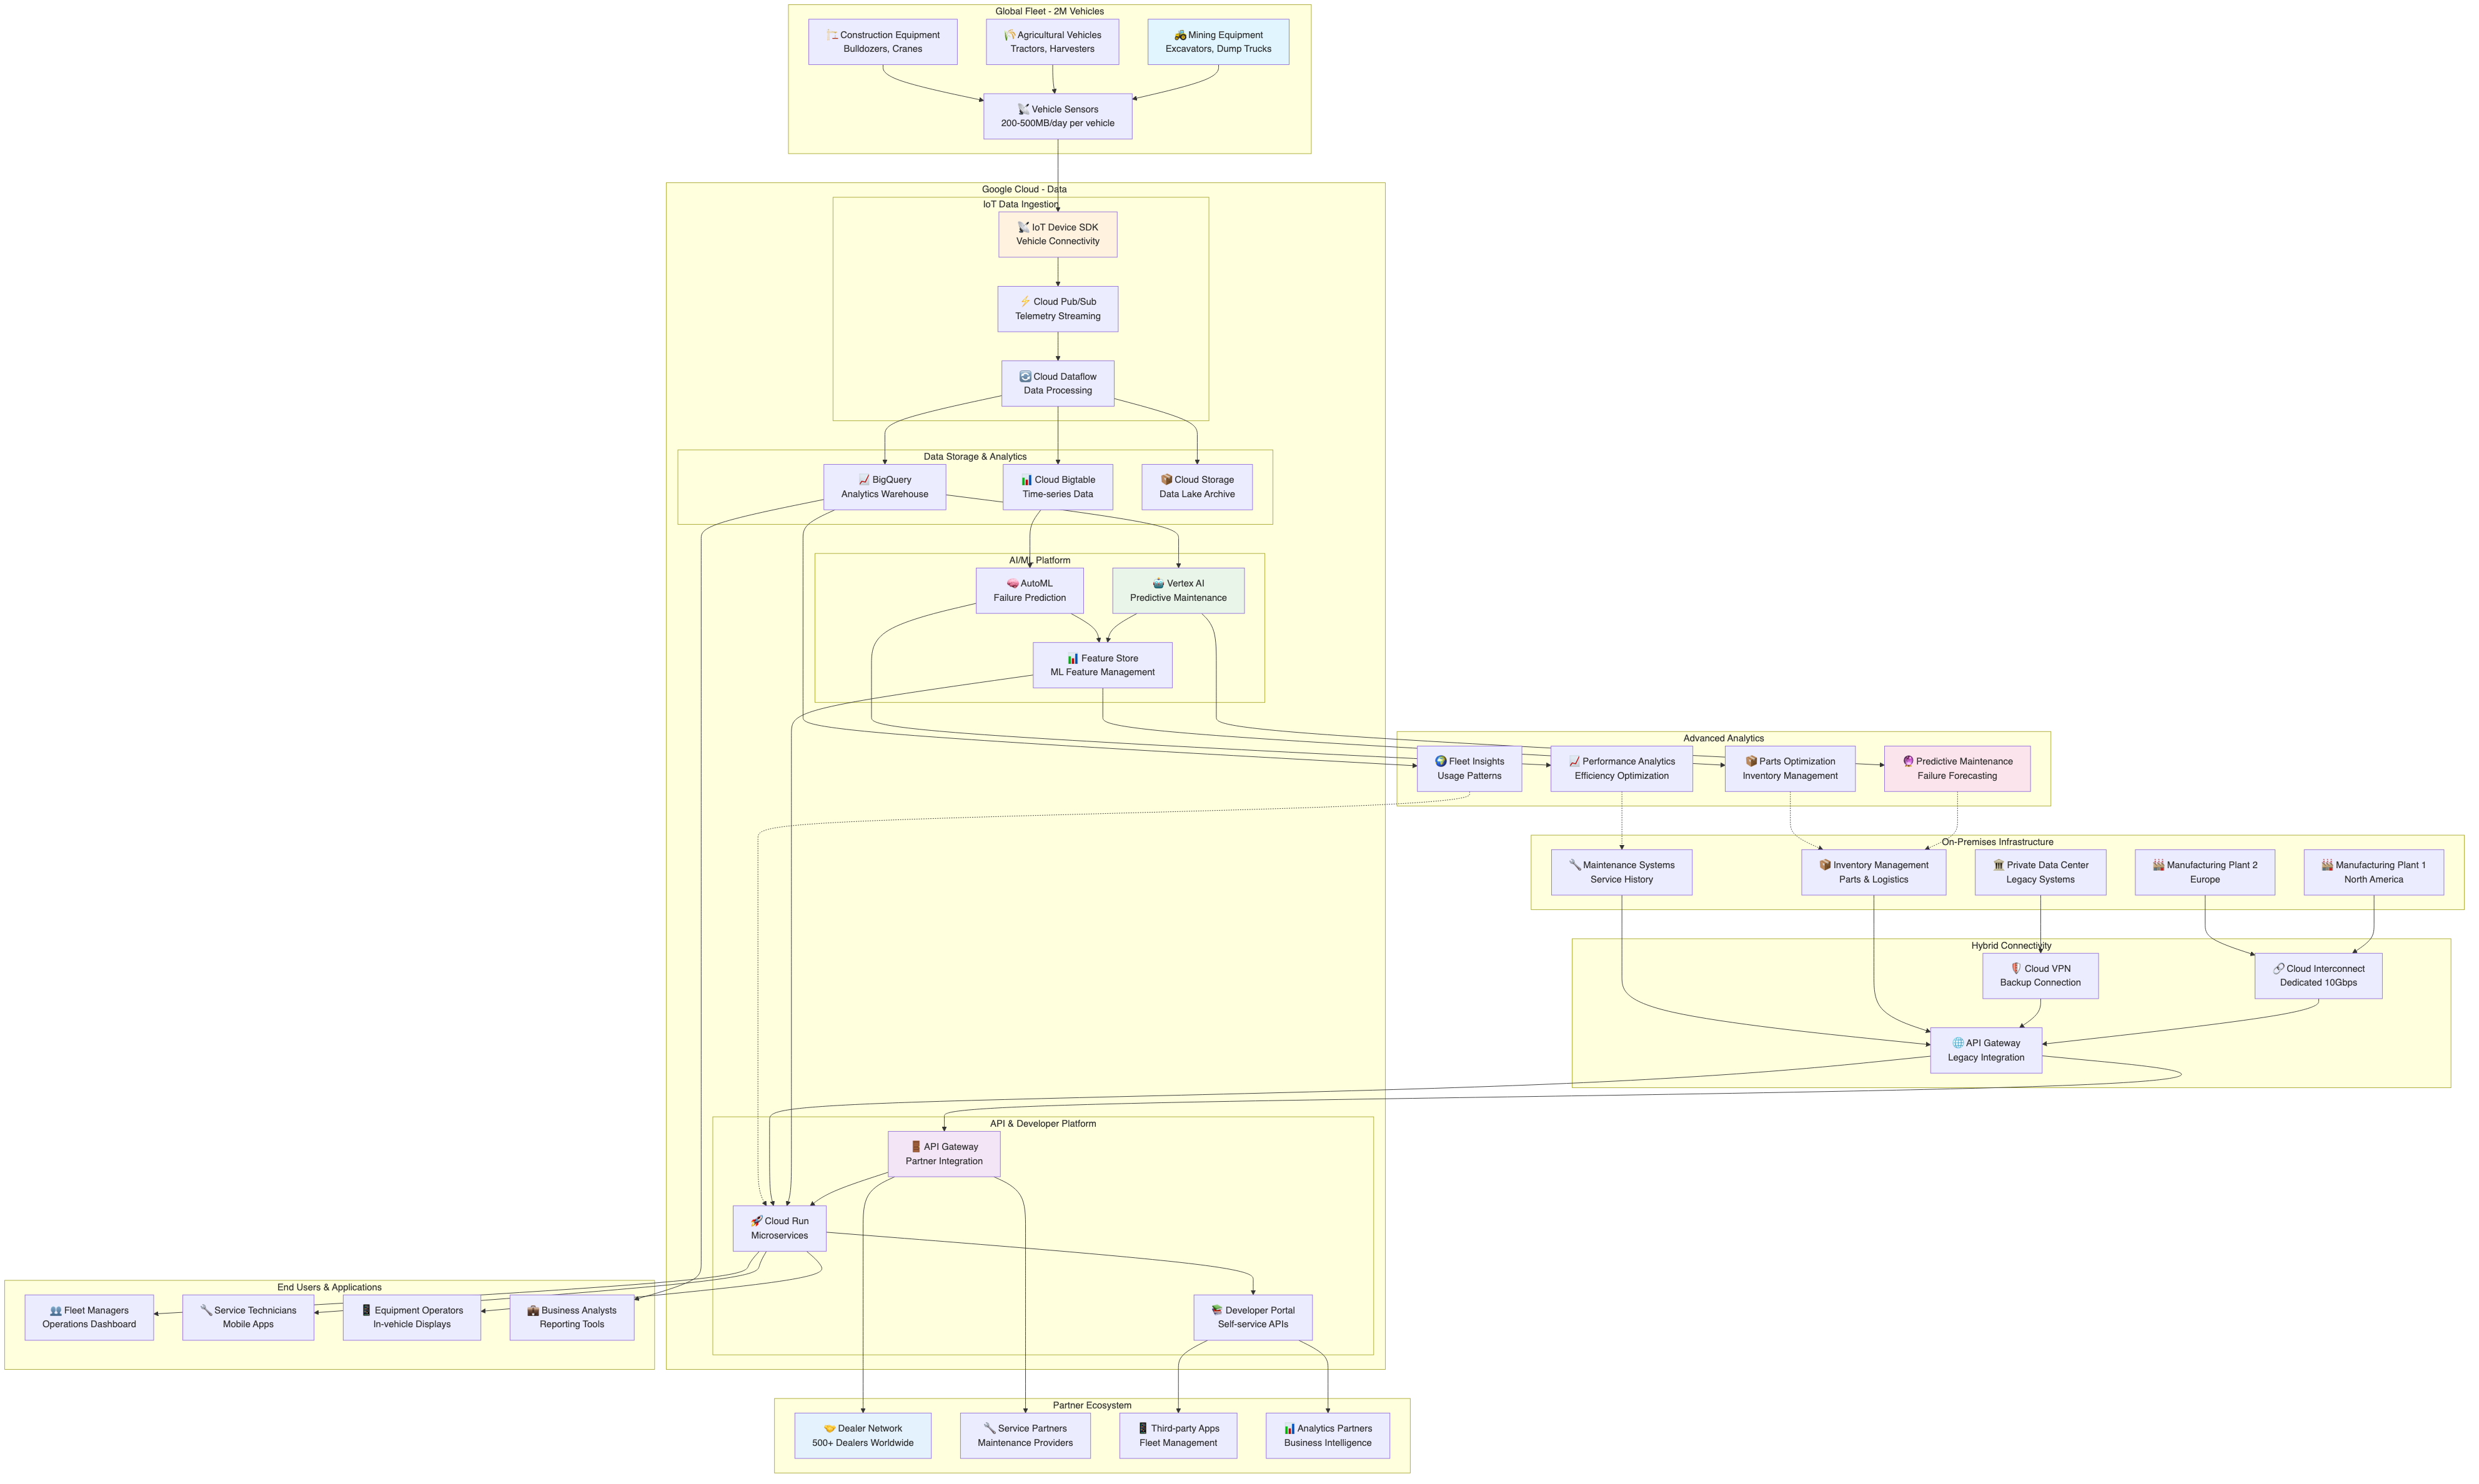 Global Fleet - 2M Vehicles
Construction Equipment
Bulldozers, Cranes
Agricultural Vehicles
Tractors, Harvesters
Mining Equipment
Excavators, Dump Trucks
Vehicle Sensors
200-500MB/day per vehicle
Google Cloud - Data
IoT Data Ingestion
IoT Device SDK
Vehicle Connectivity
Cloud Pub/Sub
Telemetry Streaming
Cloud Dataflow
Data Processing
Data Storage & Analytics
BigQuery
Analytics Warehouse
Cloud Bigtable
Time-series Data
Cloud Storage
Data Lake Archive
AI/ML Platform
AutoML
Failure Prediction
Vertex AI
Predictive Maintenance
Feature Store
ML Feature Management
Advanced Analytics
Fleet Insights
Usage Patterns
Performance Analytics
Efficiency Optimization
Parts Optimization
Inventory Management
Predictive Maintenance
Failure Forecasting
On-Premises Infrastructure
Maintenance Systems
Service History
Inventory Management
Parts & Logistics
Private Data Center
Legacy Systems
Manufacturing Plant 2
Europe
Manufacturing Plant 1
North America
Hybrid Connectivity
Cloud VPN
Backup Connection
Cloud Interconnect
Dedicated 10Gbps
API Gateway
Legacy Integration
API & Developer Platform
API Gateway
Partner Integration
Cloud Run
Microservices
Developer Portal
Self-service APIs
End Users & Applications
Fleet Managers
Operations Dashboard
Service Technicians
Mobile Apps
Equipment Operators
In-vehicle Displays
Business Analysts
Reporting Tools
Partner Ecosystem
Dealer Network
500+ Dealers Worldwide
Service Partners
Maintenance Providers
Third-party Apps
Fleet Management
Analytics Partners
Business Intelligence